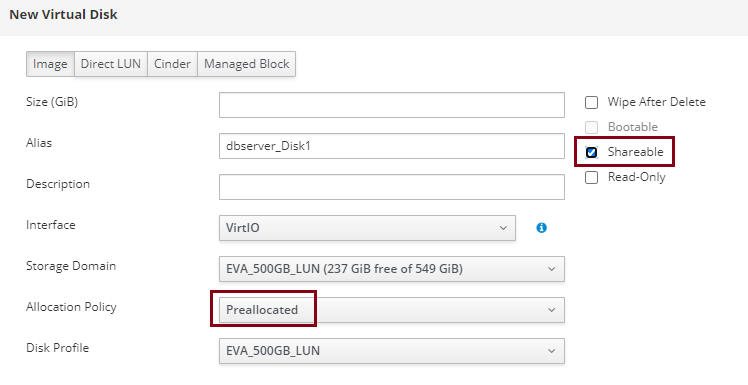 New Virtual Disk
Image Direct LUN Cinder Managed Block
Size (GiB) Wipe After Delete
Bootable
Alias dbserver_Disk1 Shareable
Description Read-Only
Interface VirtIO
Storage Domain EVA_500GB_LUN (237 GiB free of 549 GiB)
Allocation Policy Preallocated
Disk Profile EVA_500GB_LUN